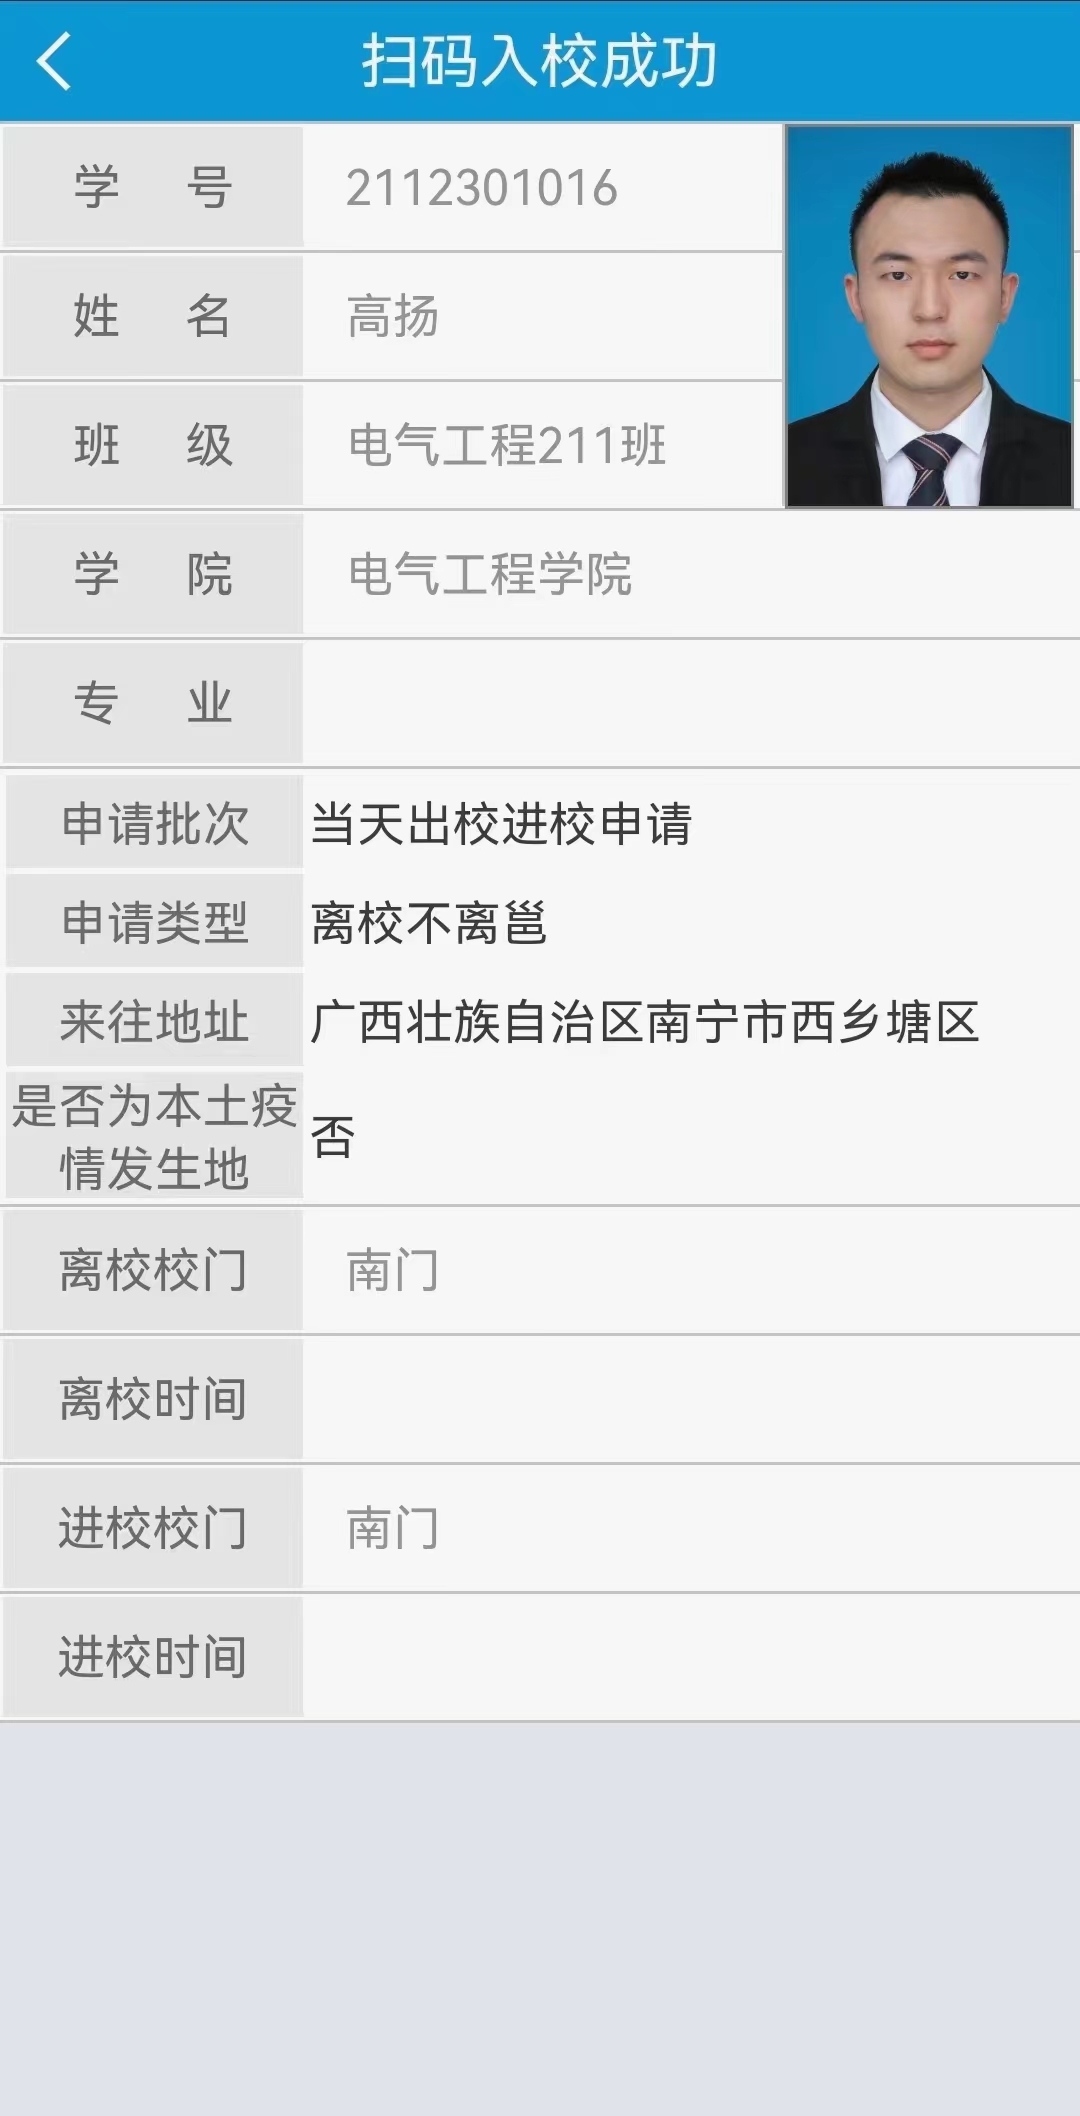 扫码入校成功
学 号 2112301016
姓 名 高扬
班 级 电气工程211班
学 院 电气工程学院
专 业
申请批次 当天出校进校申请
申请类型 离校不离邕
来往地址 广西壮族自治区南宁市西乡塘区
是否为本土疫
情发生地 否
离校校门 南门
离校时间
进校校门 南门
进校时间